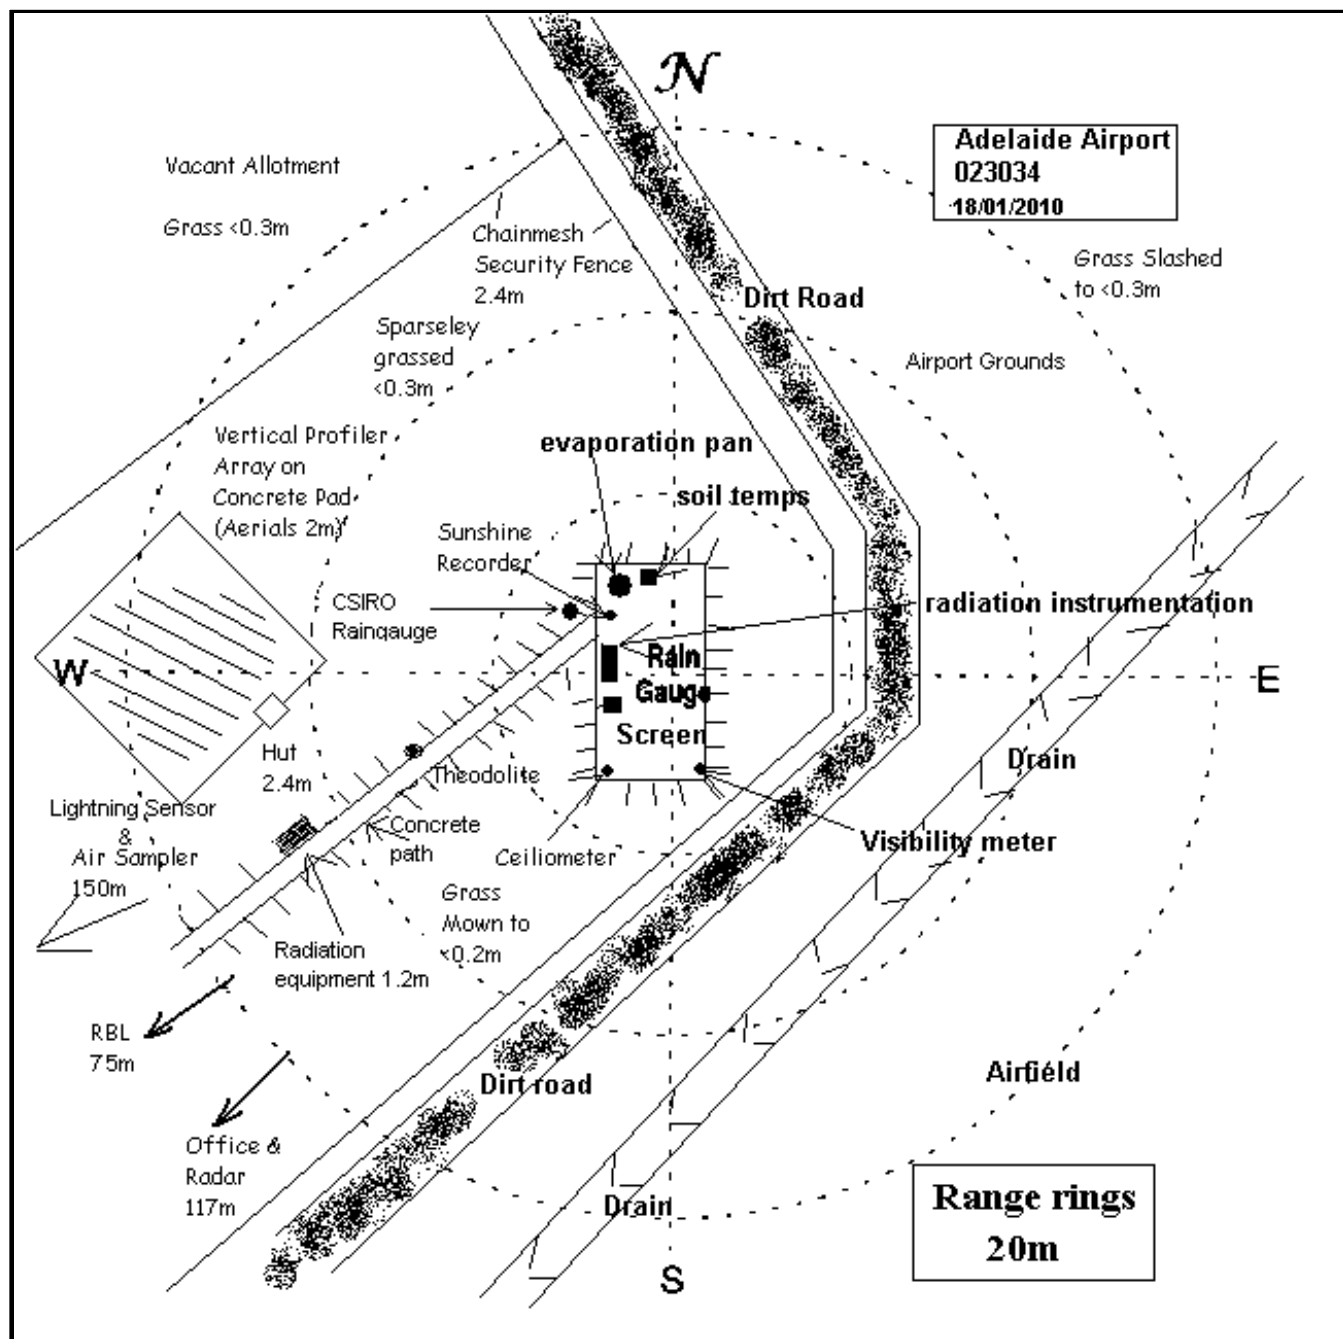 N
Adelaide Airport
023034
18/01/2010
Vacant Allotment
Grass <0.3m
Chainmesh
Security Fence
2.4m
Grass Slashed
to <0.3m
Dirt Road
Sparseley
grassed
<0.3m
Airport Grounds
Vertical Profiler
Array on
Concrete Pad
(Aerials 2m)
evaporation pan
soil temps
Sunshine
Recorder
CSIRO
Raingauge
radiation instrumentation
Rain
Gauge
W
E
Screen
Hut
2.4m
Theodolite
Drain
Lightning Sensor
&
Air Sampler
150m
Concrete
path
Ceiliometer
Visibility meter
Grass
Mown to
<0.2m
Radiation
equipment 1.2m
RBL
75m
Dirt road
Airfield
Office &
Radar
117m
Drain
S
Range rings
20m